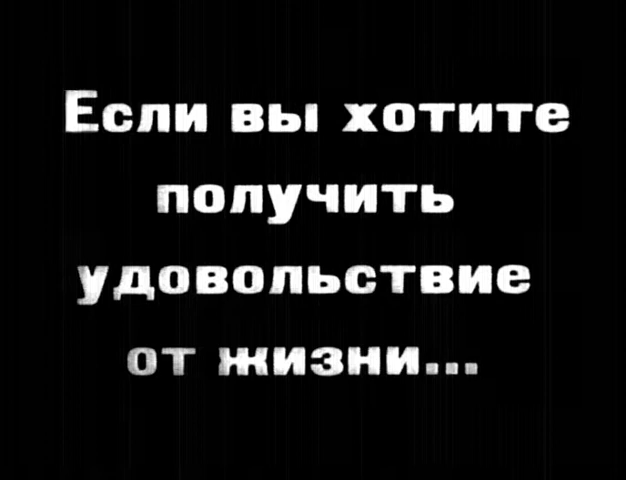 Если вы хотите
получить
удовольствие
от жизни...